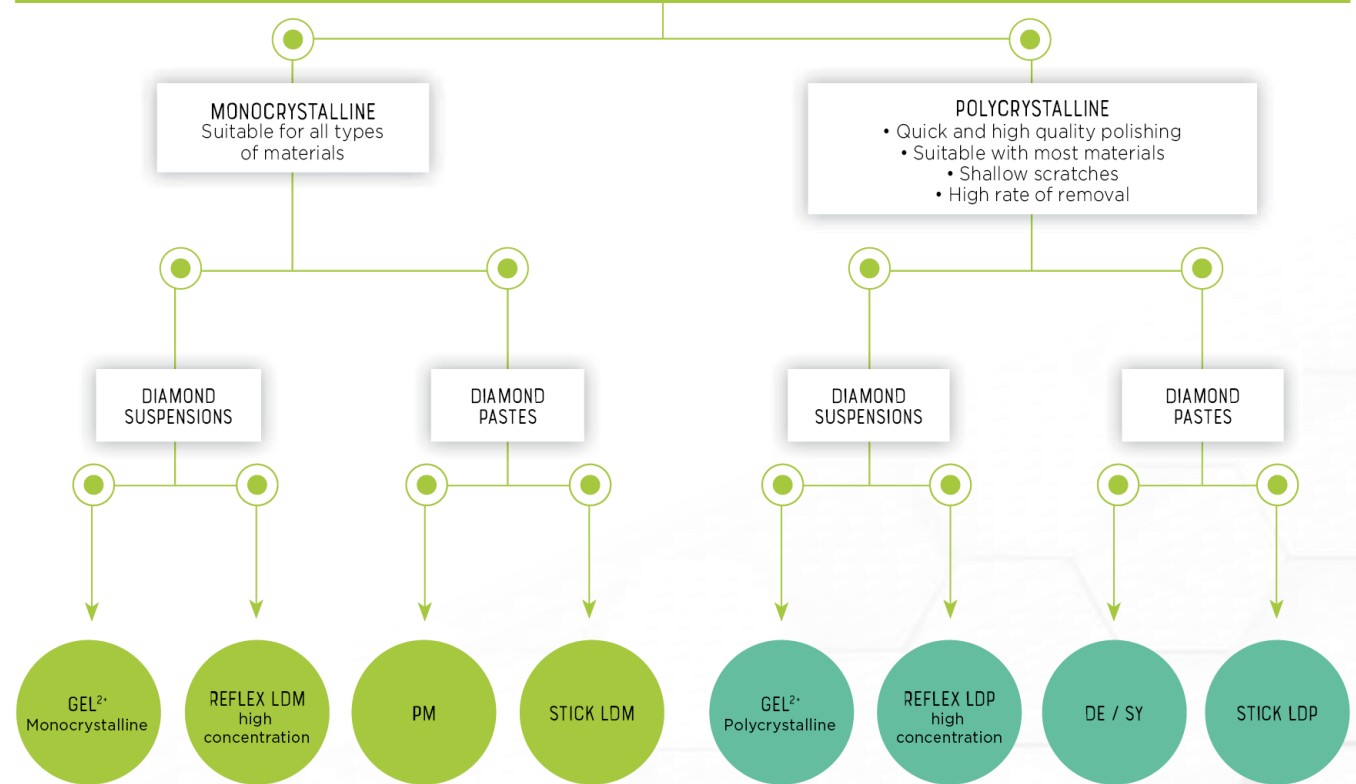 MONOCRYSTALLINE
Suitable for all types
of materials
POLYCRYSTALLINE
• Quick and high quality polishing
• Suitable with most materials
• Shallow scratches
• High rate of removal
DIAMOND
SUSPENSIONS
DIAMOND
PASTES
DIAMOND
SUSPENSIONS
DIAMOND
PASTES
GEL²⁺
Monocrystalline
REFLEX LDM
high
concentration
PM
STICK LDM
GEL²⁺
Polycrystalline
REFLEX LDP
high
concentration
DE / SY
STICK LDP